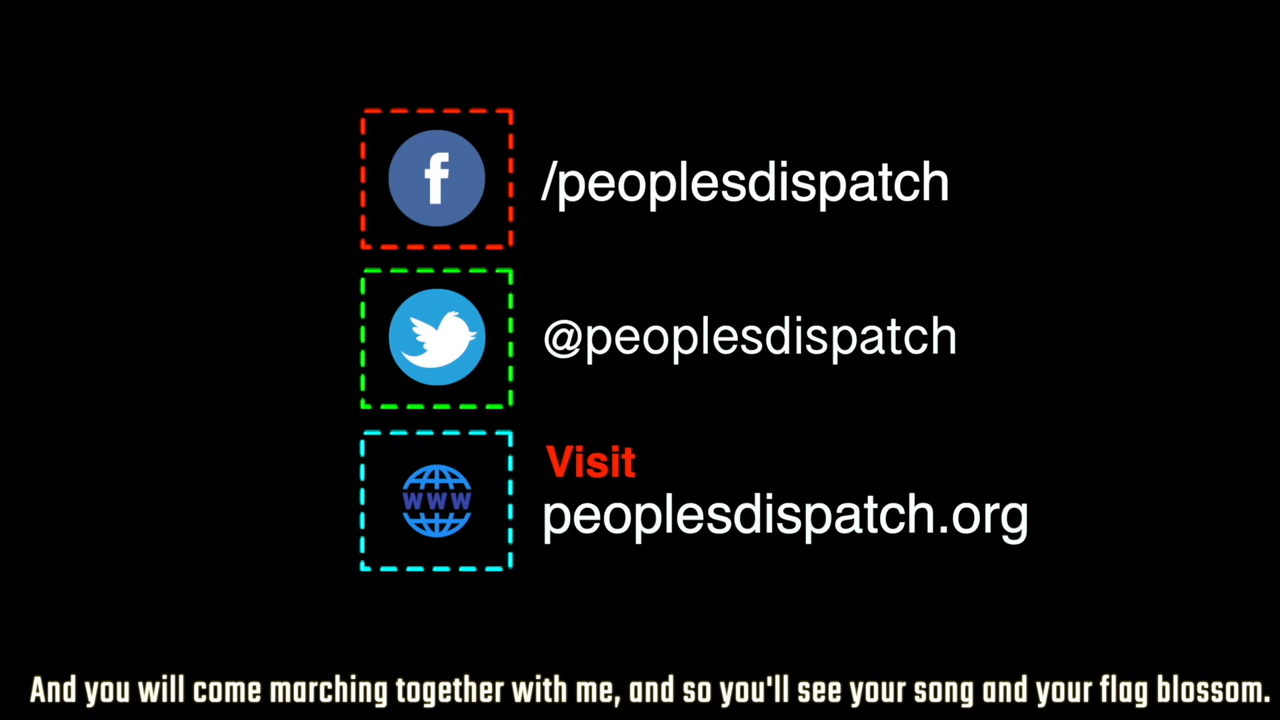 f
/peoplesdispatch
@peoplesdispatch
Visit
www
peoplesdispatch.org
And you will come marching together with me, and so you'll see your song and your flag blossom.